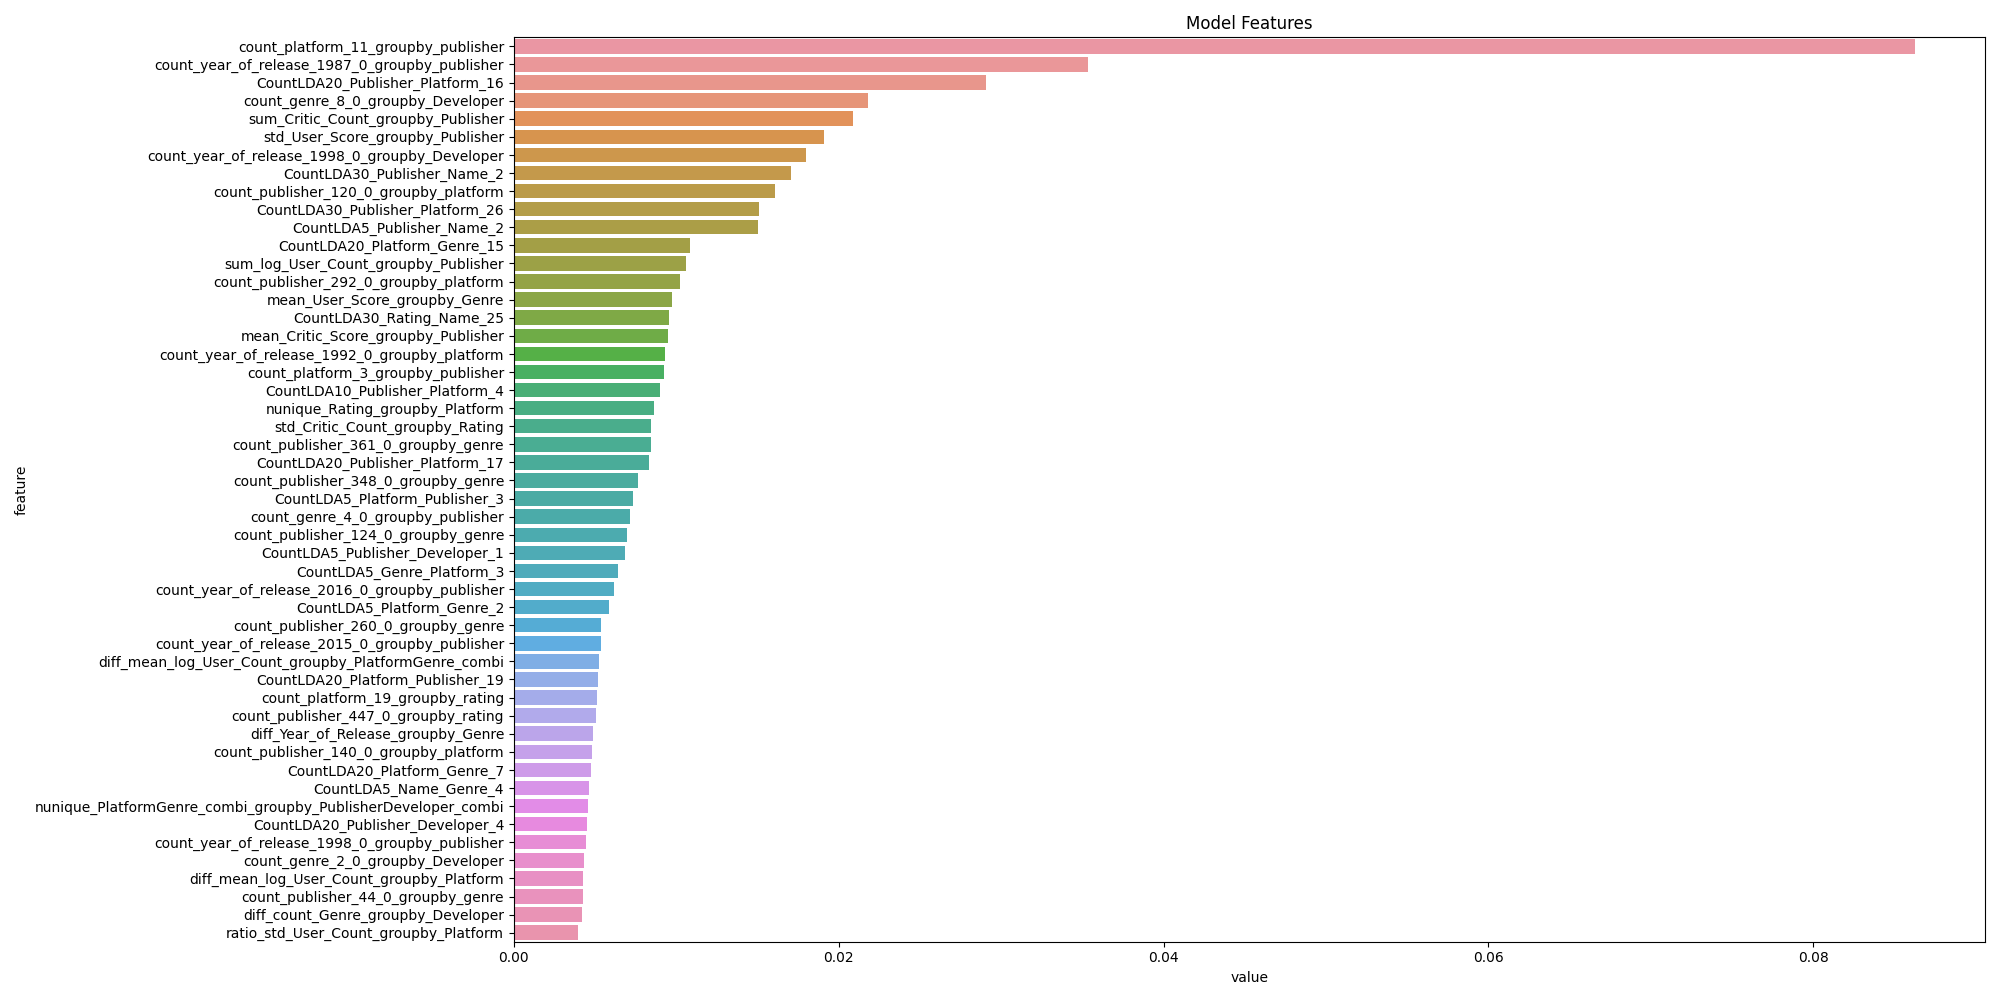 Model Features
feature
count_platform_11_groupby_publisher
count_year_of_release_1987_0_groupby_publisher
CountLDA20_Publisher_Platform_16
count_genre_8_0_groupby_Developer
sum_Critic_Count_groupby_Publisher
std_User_Score_groupby_Publisher
count_year_of_release_1998_0_groupby_Developer
CountLDA30_Publisher_Name_2
count_publisher_120_0_groupby_platform
CountLDA30_Publisher_Platform_26
CountLDA5_Publisher_Name_2
CountLDA20_Platform_Genre_15
sum_log_User_Count_groupby_Publisher
count_publisher_292_0_groupby_platform
mean_User_Score_groupby_Genre
CountLDA30_Rating_Name_25
mean_Critic_Score_groupby_Publisher
count_year_of_release_1992_0_groupby_platform
count_platform_3_groupby_publisher
CountLDA10_Publisher_Platform_4
nunique_Rating_groupby_Platform
std_Critic_Count_groupby_Rating
count_publisher_361_0_groupby_genre
CountLDA20_Publisher_Platform_17
count_publisher_348_0_groupby_genre
CountLDA5_Platform_Publisher_3
count_genre_4_0_groupby_publisher
count_publisher_124_0_groupby_genre
CountLDA5_Publisher_Developer_1
CountLDA5_Genre_Platform_3
count_year_of_release_2016_0_groupby_publisher
CountLDA5_Platform_Genre_2
count_publisher_260_0_groupby_genre
count_year_of_release_2015_0_groupby_publisher
diff_mean_log_User_Count_groupby_PlatformGenre_combi
CountLDA20_Platform_Publisher_19
count_platform_19_groupby_rating
count_publisher_447_0_groupby_rating
diff_Year_of_Release_groupby_Genre
count_publisher_140_0_groupby_platform
CountLDA20_Platform_Genre_7
CountLDA5_Name_Genre_4
nunique_PlatformGenre_combi_groupby_PublisherDeveloper_combi
CountLDA20_Publisher_Developer_4
count_year_of_release_1998_0_groupby_publisher
count_genre_2_0_groupby_Developer
diff_mean_log_User_Count_groupby_Platform
count_publisher_44_0_groupby_genre
diff_count_Genre_groupby_Developer
ratio_std_User_Count_groupby_Platform
0.00 0.02 0.04 0.06 0.08
value